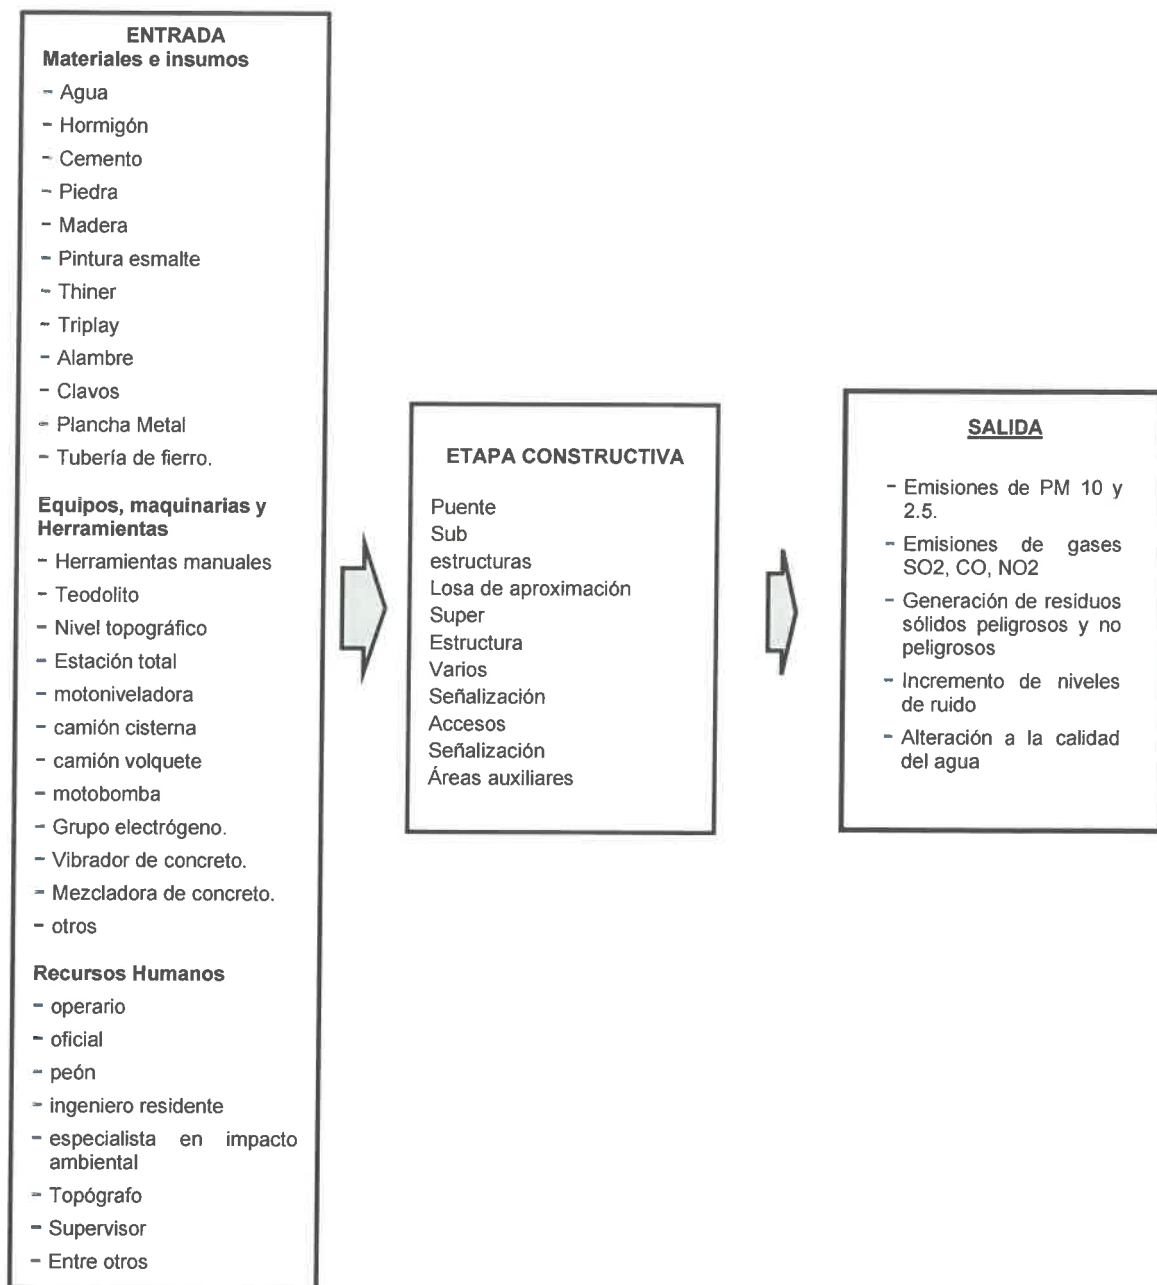 ENTRADA
Materiales e insumos
- Agua
- Hormigón
- Cemento
- Piedra
- Madera
- Pintura esmalte
- Thiner
- Triplay
- Alambre
- Clavos
- Plancha Metal
- Tubería de fierro.
Equipos, maquinarias y
Herramientas
- Herramientas manuales
- Teodolito
- Nivel topográfico
- Estación total
- motoniveladora
- camión cisterna
- camión volquete
- motobomba
- Grupo electrógeno.
- Vibrador de concreto.
- Mezcladora de concreto.
- otros
Recursos Humanos
- operario
- oficial
- peón
- ingeniero residente
- especialista en impacto
ambiental
- Topógrafo
- Supervisor
- Entre otros
ETAPA CONSTRUCTIVA
Puente
Sub
estructuras
Losa de aproximación
Super
Estructura
Varios
Señalización
Accesos
Señalización
Áreas auxiliares
SALIDA
- Emisiones de PM 10 y
2.5.
- Emisiones de gases
SO2, CO, NO2
- Generación de residuos
sólidos peligrosos y no
peligrosos
- Incremento de niveles
de ruido
- Alteración a la calidad
del agua